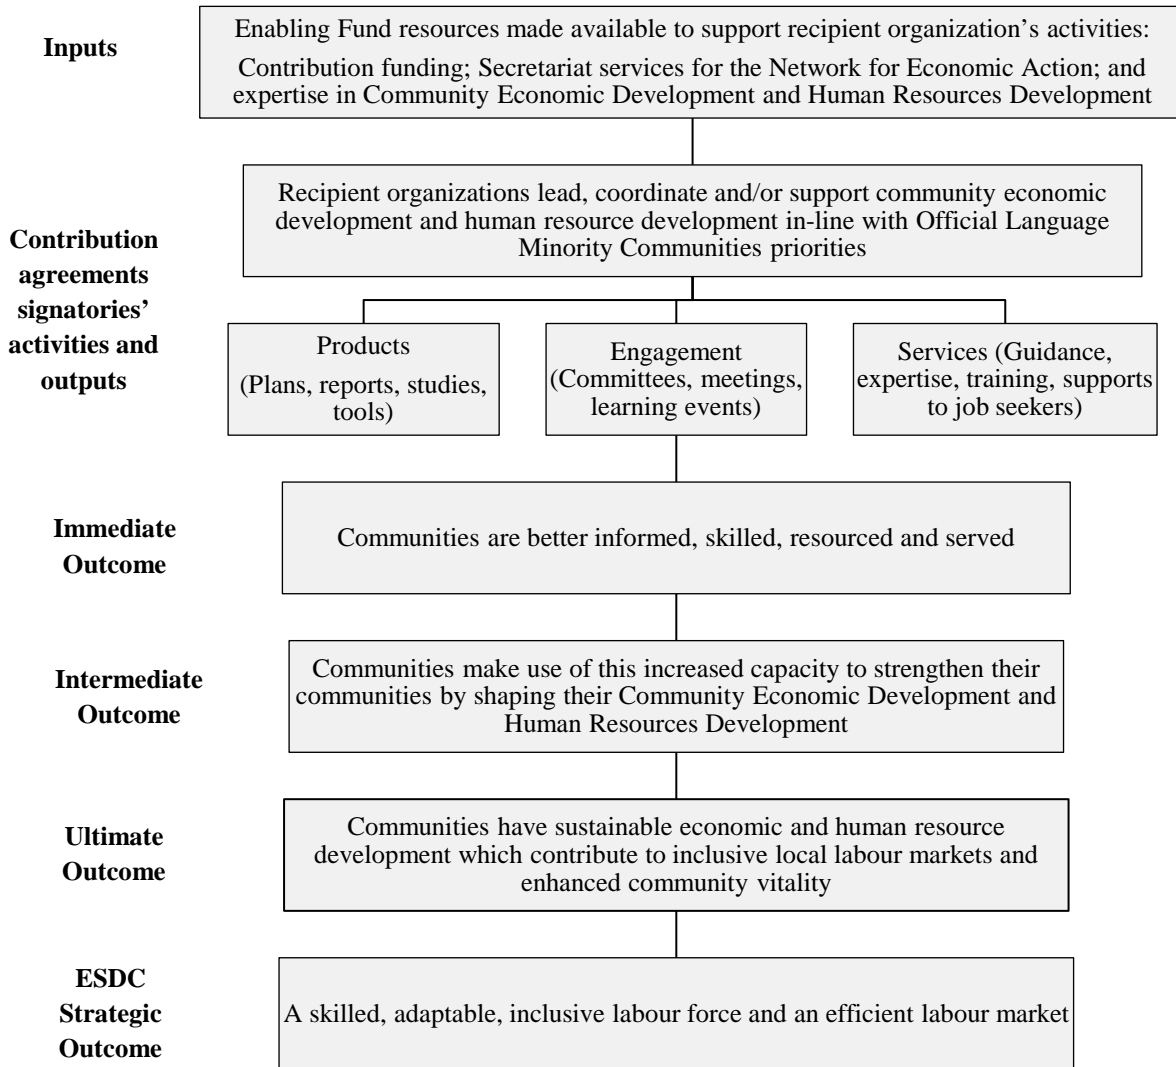 Inputs
Enabling Fund resources made available to support recipient organization’s activities:
Contribution funding; Secretariat services for the Network for Economic Action; and
expertise in Community Economic Development and Human Resources Development
Contribution
agreements
signatories’
activities and
outputs
Recipient organizations lead, coordinate and/or support community economic
development and human resource development in-line with Official Language
Minority Communities priorities
Products
(Plans, reports, studies,
tools)
Engagement
(Committees, meetings,
learning events)
Services (Guidance,
expertise, training, supports
to job seekers)
Immediate
Outcome
Communities are better informed, skilled, resourced and served
Intermediate
Outcome
Communities make use of this increased capacity to strengthen their
communities by shaping their Community Economic Development and
Human Resources Development
Ultimate
Outcome
Communities have sustainable economic and human resource
development which contribute to inclusive local labour markets and
enhanced community vitality
ESDC
Strategic
Outcome
A skilled, adaptable, inclusive labour force and an efficient labour market